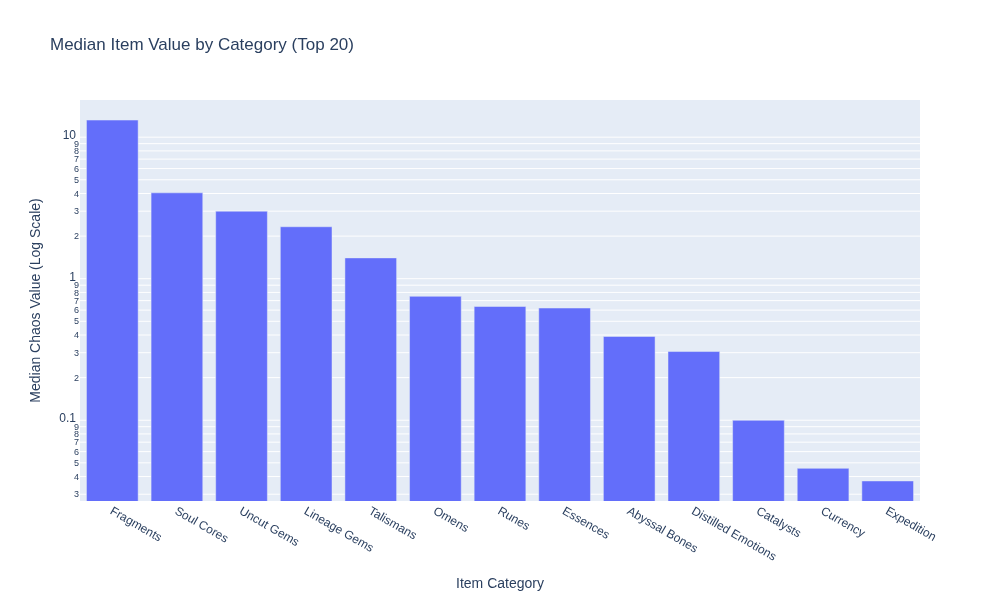 Median Item Value by Category (Top 20)
Median Chaos Value (Log Scale)
10
9
8
7
6
5
4
3
2
1
9
8
7
6
5
4
3
2
0.1
9
8
7
6
5
4
3
Fragments
Soul Cores
Uncut Gems
Lineage Gems
Talismans
Omens
Runes
Essences
Abyssal Bones
Distilled Emotions
Catalysts
Currency
Expedition
Item Category